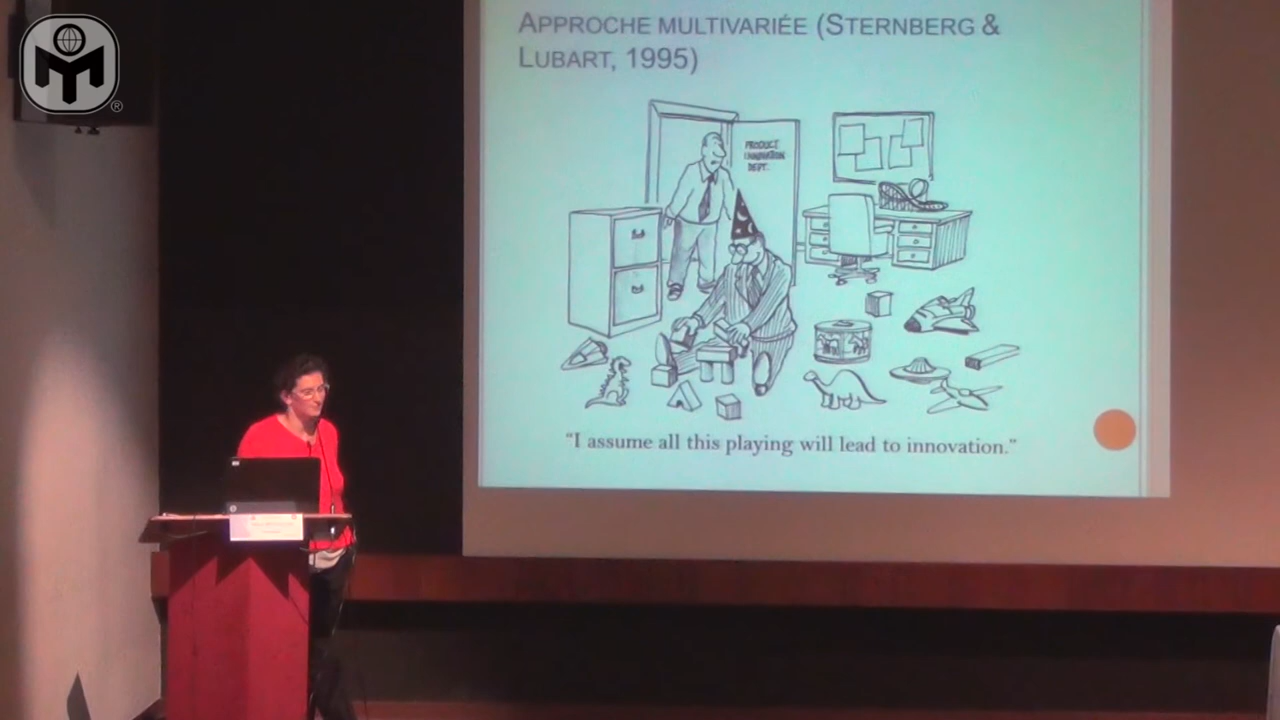 APPROCHE MULTIVARIÉE (STERNBERG &
LUBART, 1995)
PRODUCT
INNOVATION
DEPT.
"I assume all this playing will lead to innovation."
®